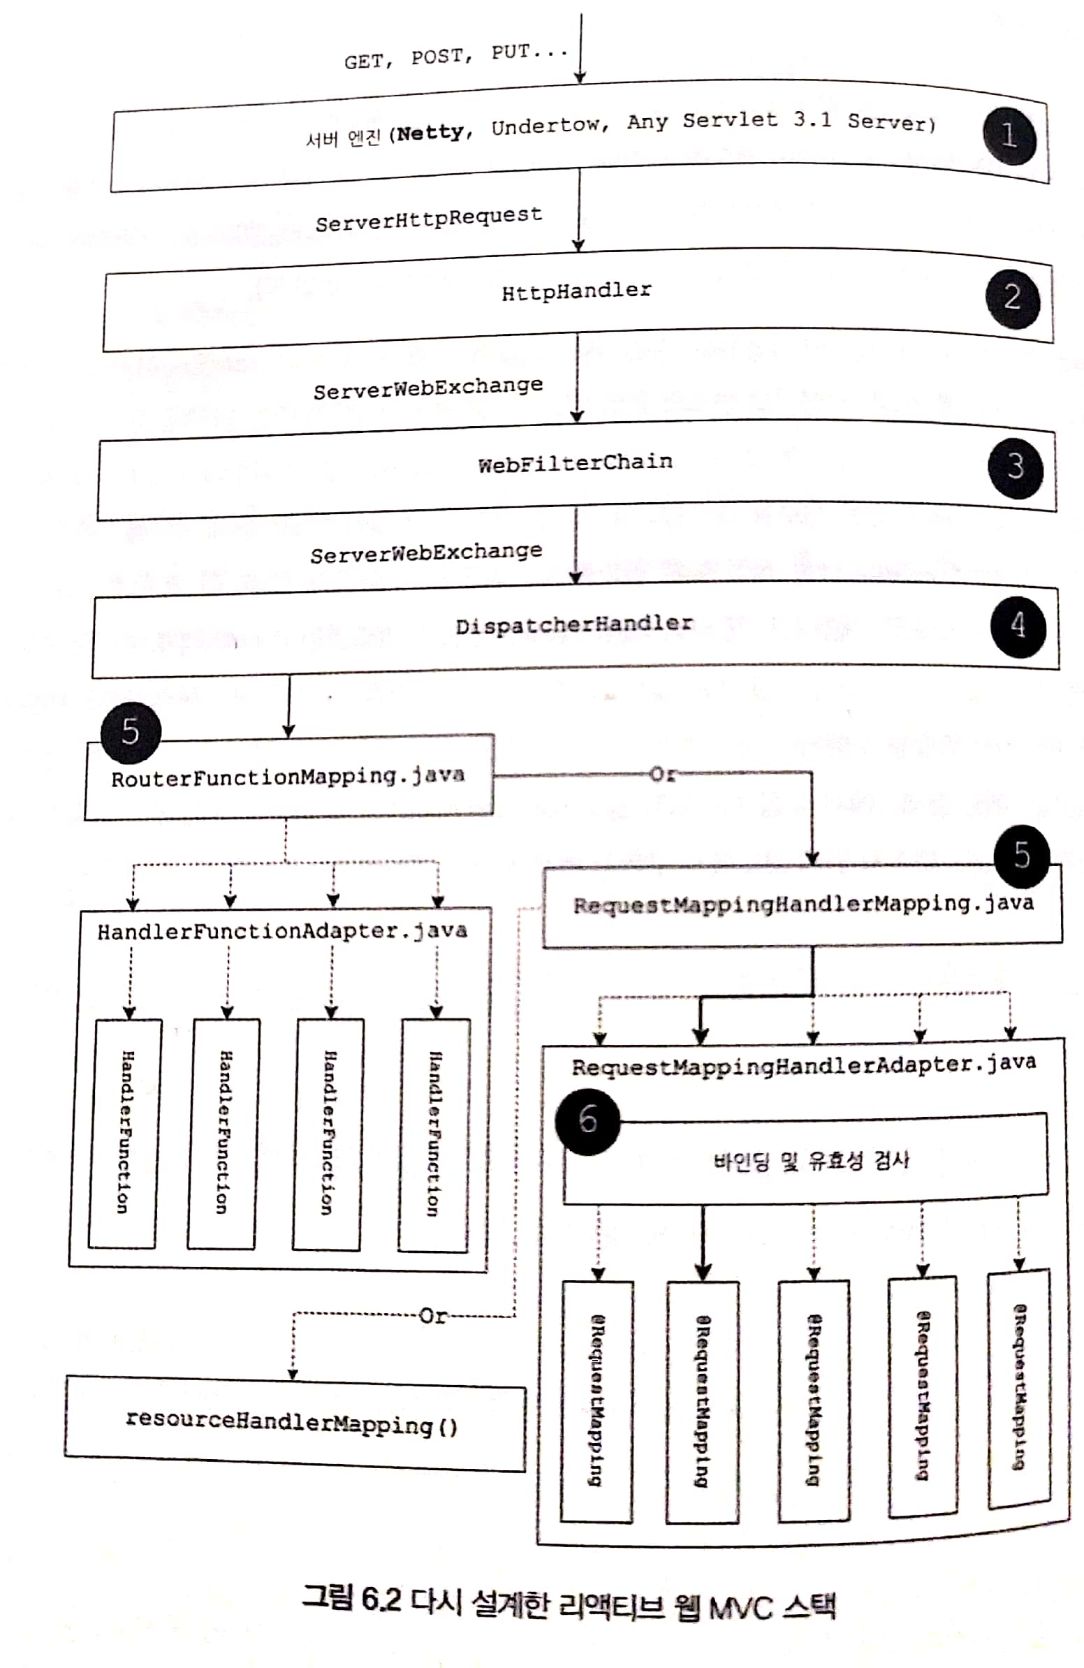 GET, POST, PUT...
서버 엔진 (Netty, Undertow, Any Servlet 3.1 Server)
1
ServerHttpRequest
HttpHandler
2
ServerWebExchange
WebFilterChain
3
ServerWebExchange
DispatcherHandler
4
5
RouterFunctionMapping.java
Or
5
RequestMappingHandlerMapping.java
HandlerFunctionAdapter.java
HandlerFunction
HandlerFunction
HandlerFunction
HandlerFunction
RequestMappingHandlerAdapter.java
6
바인딩 및 유효성 검사
@RequestMapping
@RequestMapping
@RequestMapping
@RequestMapping
@RequestMapping
Or
resourceHandlerMapping()
그림 6.2 다시 설계한 리액티브 웹 MVC 스택